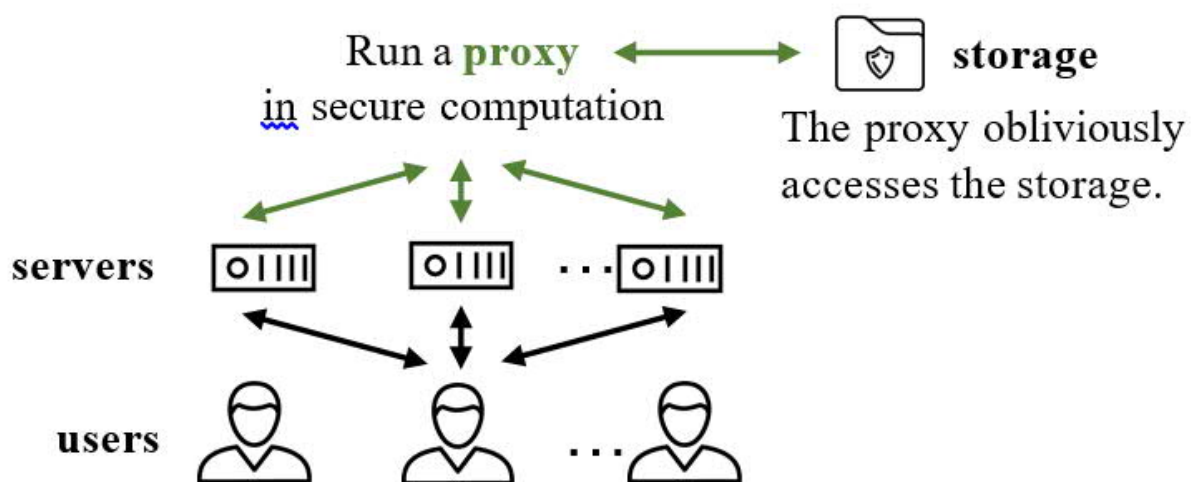 Run a proxy
in secure computation
storage
The proxy obliviously
accesses the storage.
servers
...
users
...